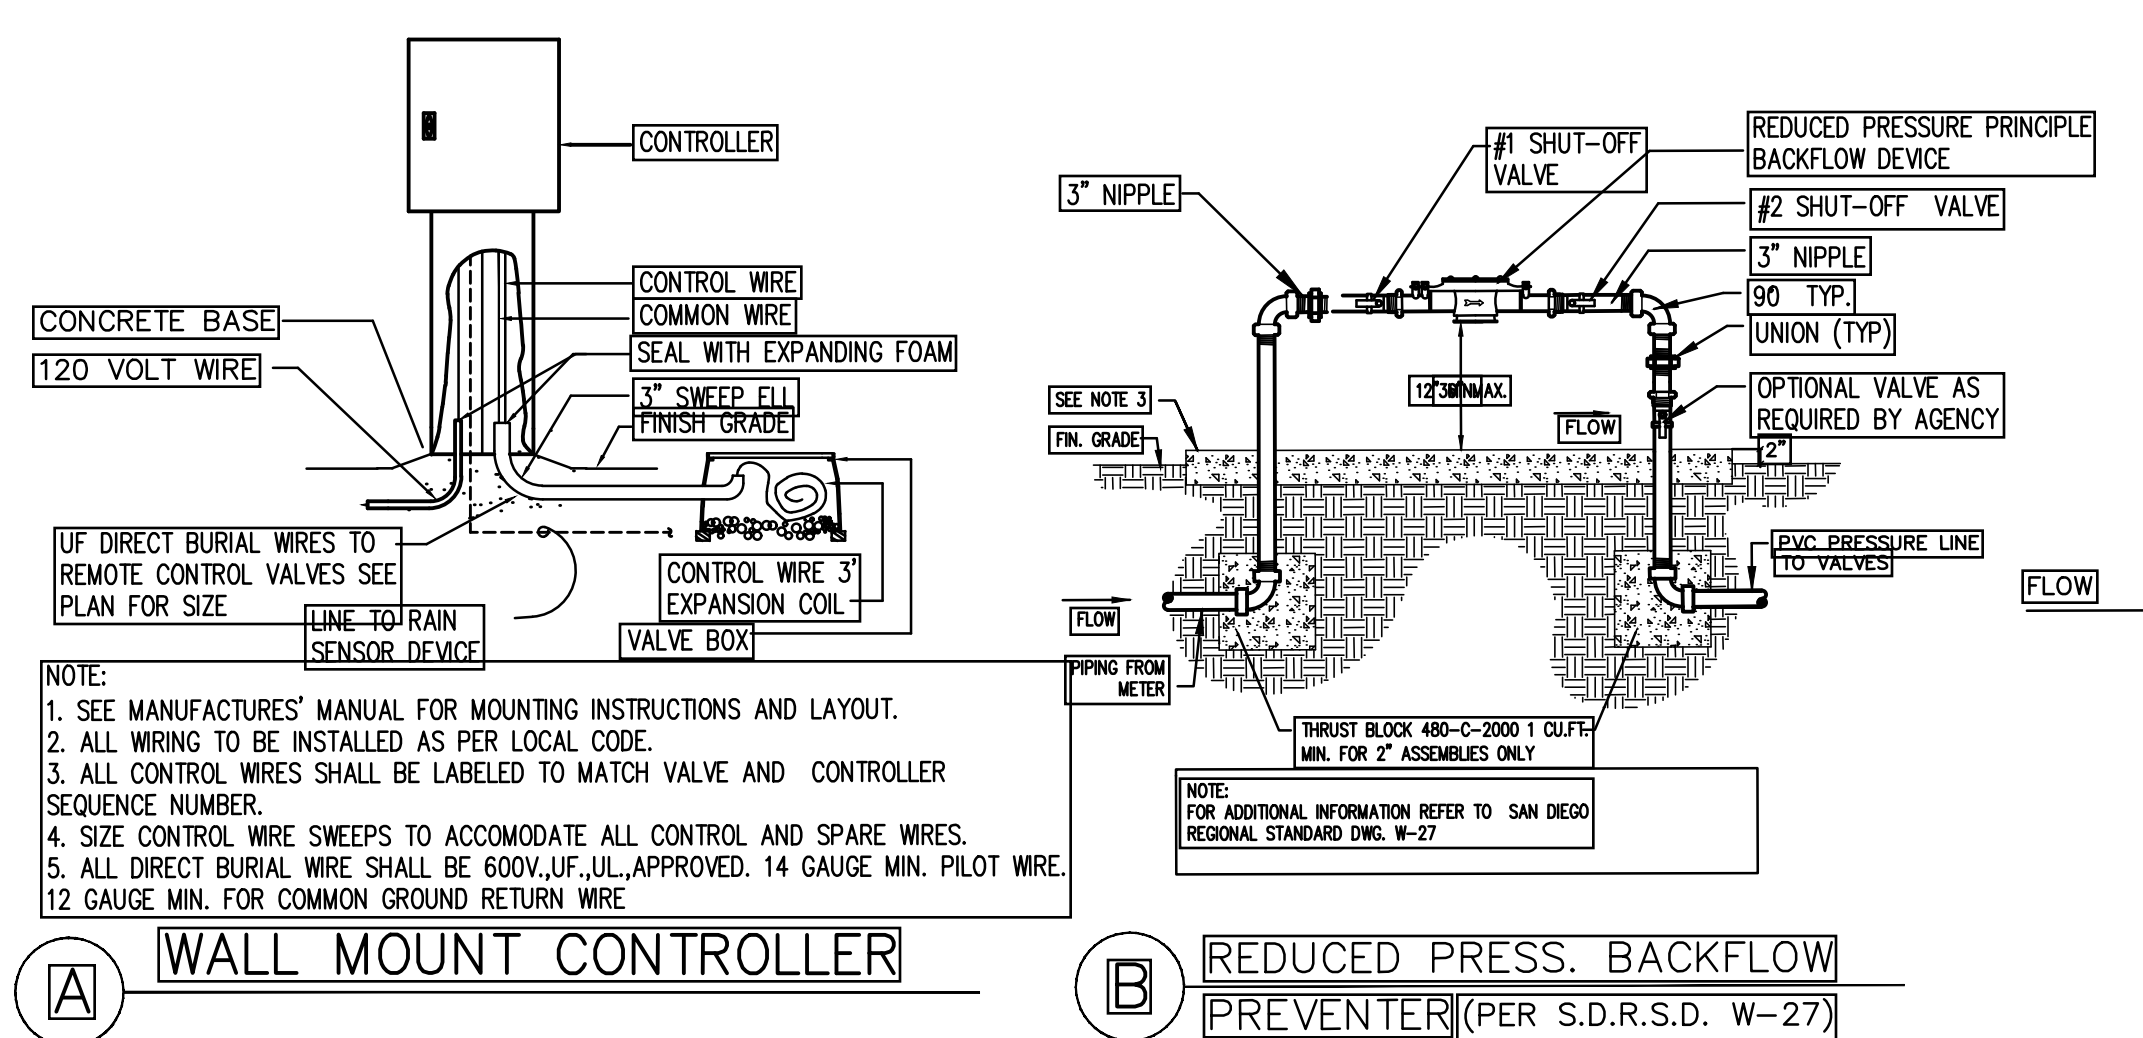 CONTROLLER
CONTROL WIRE
COMMON WIRE
CONCRETE BASE
SEAL WITH EXPANDING FOAM
120 VOLT WIRE
3" SWEEP ELL
FINISH GRADE
UF DIRECT BURIAL WIRES TO
REMOTE CONTROL VALVES SEE
PLAN FOR SIZE
LINE TO RAIN
SENSOR DEVICE
CONTROL WIRE 3'
EXPANSION COIL
VALVE BOX
NOTE:
1. SEE MANUFACTURES' MANUAL FOR MOUNTING INSTRUCTIONS AND LAYOUT.
2. ALL WIRING TO BE INSTALLED AS PER LOCAL CODE.
3. ALL CONTROL WIRES SHALL BE LABELED TO MATCH VALVE AND CONTROLLER
SEQUENCE NUMBER.
4. SIZE CONTROL WIRE SWEEPS TO ACCOMODATE ALL CONTROL AND SPARE WIRES.
5. ALL DIRECT BURIAL WIRE SHALL BE 600V.,UF.,UL.,APPROVED. 14 GAUGE MIN. PILOT WIRE.
12 GAUGE MIN. FOR COMMON GROUND RETURN WIRE
A
WALL MOUNT CONTROLLER
#1 SHUT-OFF
VALVE
REDUCED PRESSURE PRINCIPLE
BACKFLOW DEVICE
3" NIPPLE
#2 SHUT-OFF VALVE
3" NIPPLE
90° TYP.
UNION (TYP)
12"
MAX.
SEE NOTE 3
OPTIONAL VALVE AS
REQUIRED BY AGENCY
FLOW
FIN. GRADE
2"
PVC PRESSURE LINE
TO VALVES
FLOW
FLOW
PIPING FROM
METER
THRUST BLOCK 480-C-2000 1 CU.FT.
MIN. FOR 2" ASSEMBLIES ONLY
NOTE:
FOR ADDITIONAL INFORMATION REFER TO SAN DIEGO
REGIONAL STANDARD DWG. W-27
B
REDUCED PRESS. BACKFLOW
PREVENTER (PER S.D.R.S.D. W-27)